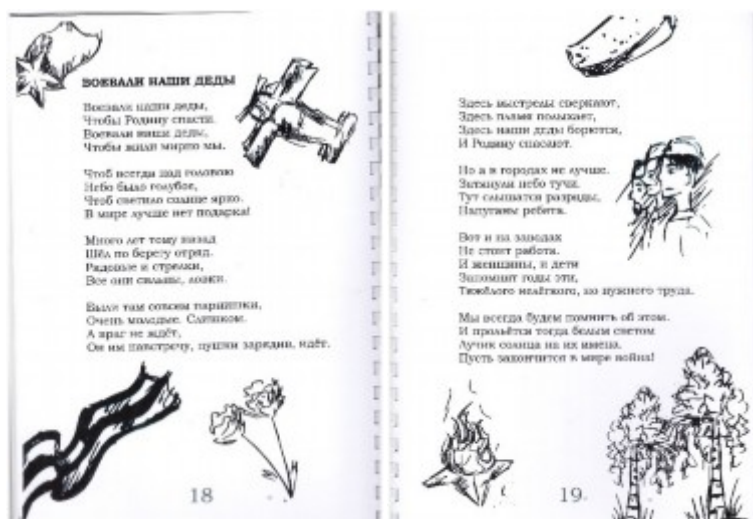 ВОЕВАЛИ НАШИ ДЕДЫ
Воевали наши деды,
Чтобы Родину спасти.
Воевали наши деды,
Чтобы жили мирно мы.
Чтоб всегда над головою
Небо было голубое,
Чтоб светило солнце ярко.
В мире лучше нет подарка!
Много лет тому назад
Шёл по берегу отряд.
Рядовые и стрелки,
Все они сильны, ловки.
Были там совсем парнишки,
Очень молодые. Слишком.
А враг не ждёт,
Он им навстречу, пушки зарядив, идёт.
18
Здесь выстрелы сверкают,
Здесь пламя полыхает,
Здесь наши деды борются,
И Родину спасают.
Но а в городах не лучше.
Затянули небо тучи.
Тут слышатся разряды,
Напуганы ребята.
Вот и на заводах
Не стоит работа.
И женщины, и дети
Запомнят годы эти,
Тяжёлого нелёгкого, но нужного труда.
Мы всегда будем помнить об этом.
И прольётся тогда белым светом
Лучик солнца на их имена.
Пусть закончится в мире война!
19